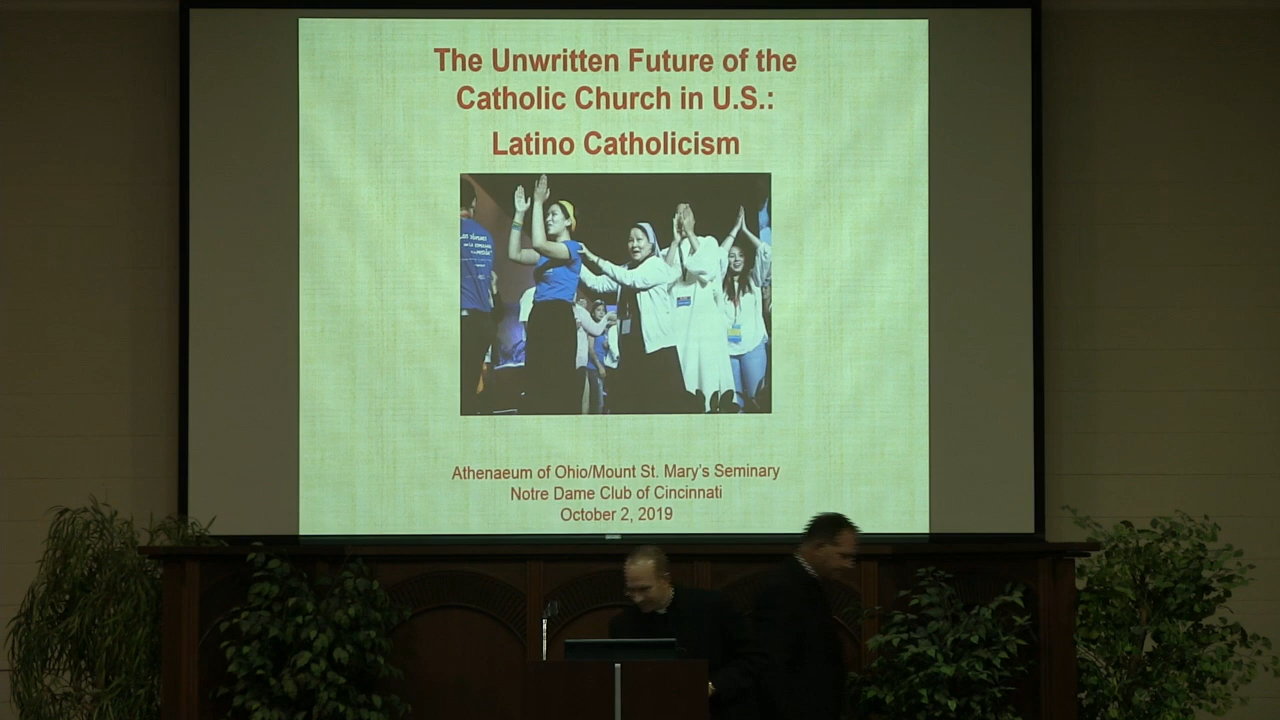 The Unwritten Future of the
Catholic Church in U.S.:
Latino Catholicism
Athenaeum of Ohio/Mount St. Mary's Seminary
Notre Dame Club of Cincinnati
October 2, 2019